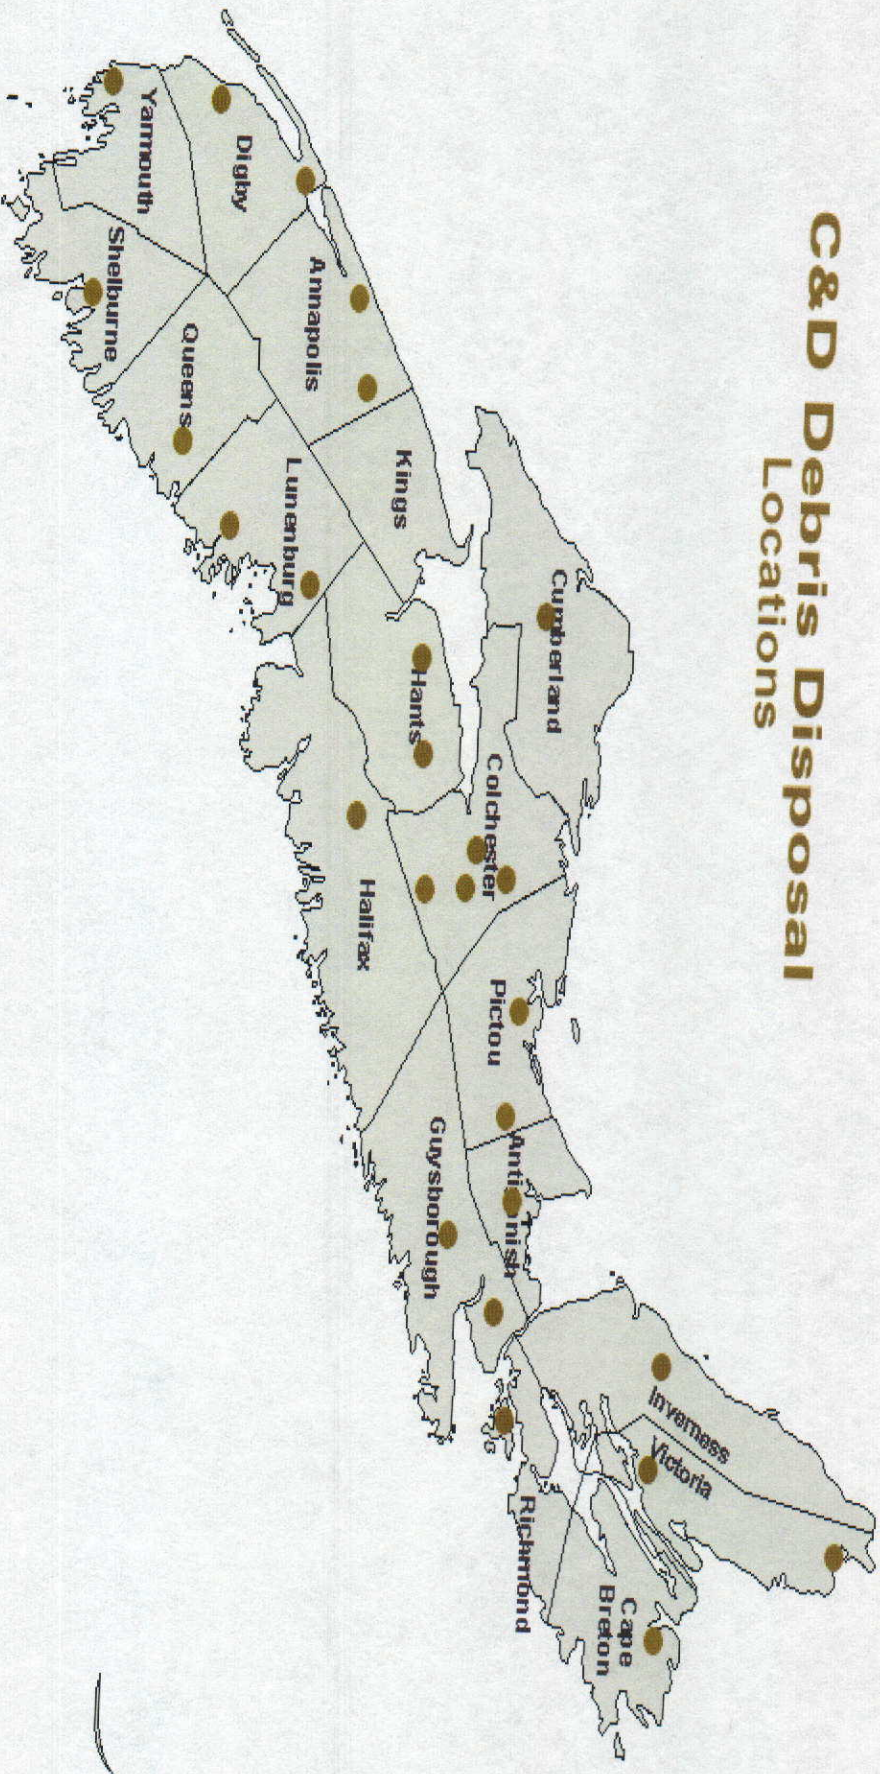 C&D Debris Disposal
Locations
Inverness
Victoria
Cape
Breton
Richmond
Cumberland
Colchester
Pictou
Antigonish
Guysborough
Kings
Hants
Halifax
Annapolis
Lunenburg
Digby
Queens
Yarmouth
Shelburne